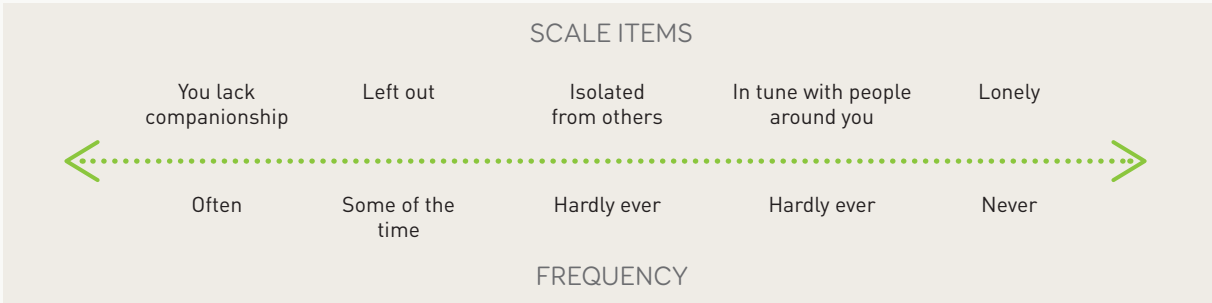 SCALE ITEMS
You lack
companionship
Left out
Isolated
from others
In tune with people
around you
Lonely
Often
Some of the
time
Hardly ever
Hardly ever
Never
FREQUENCY